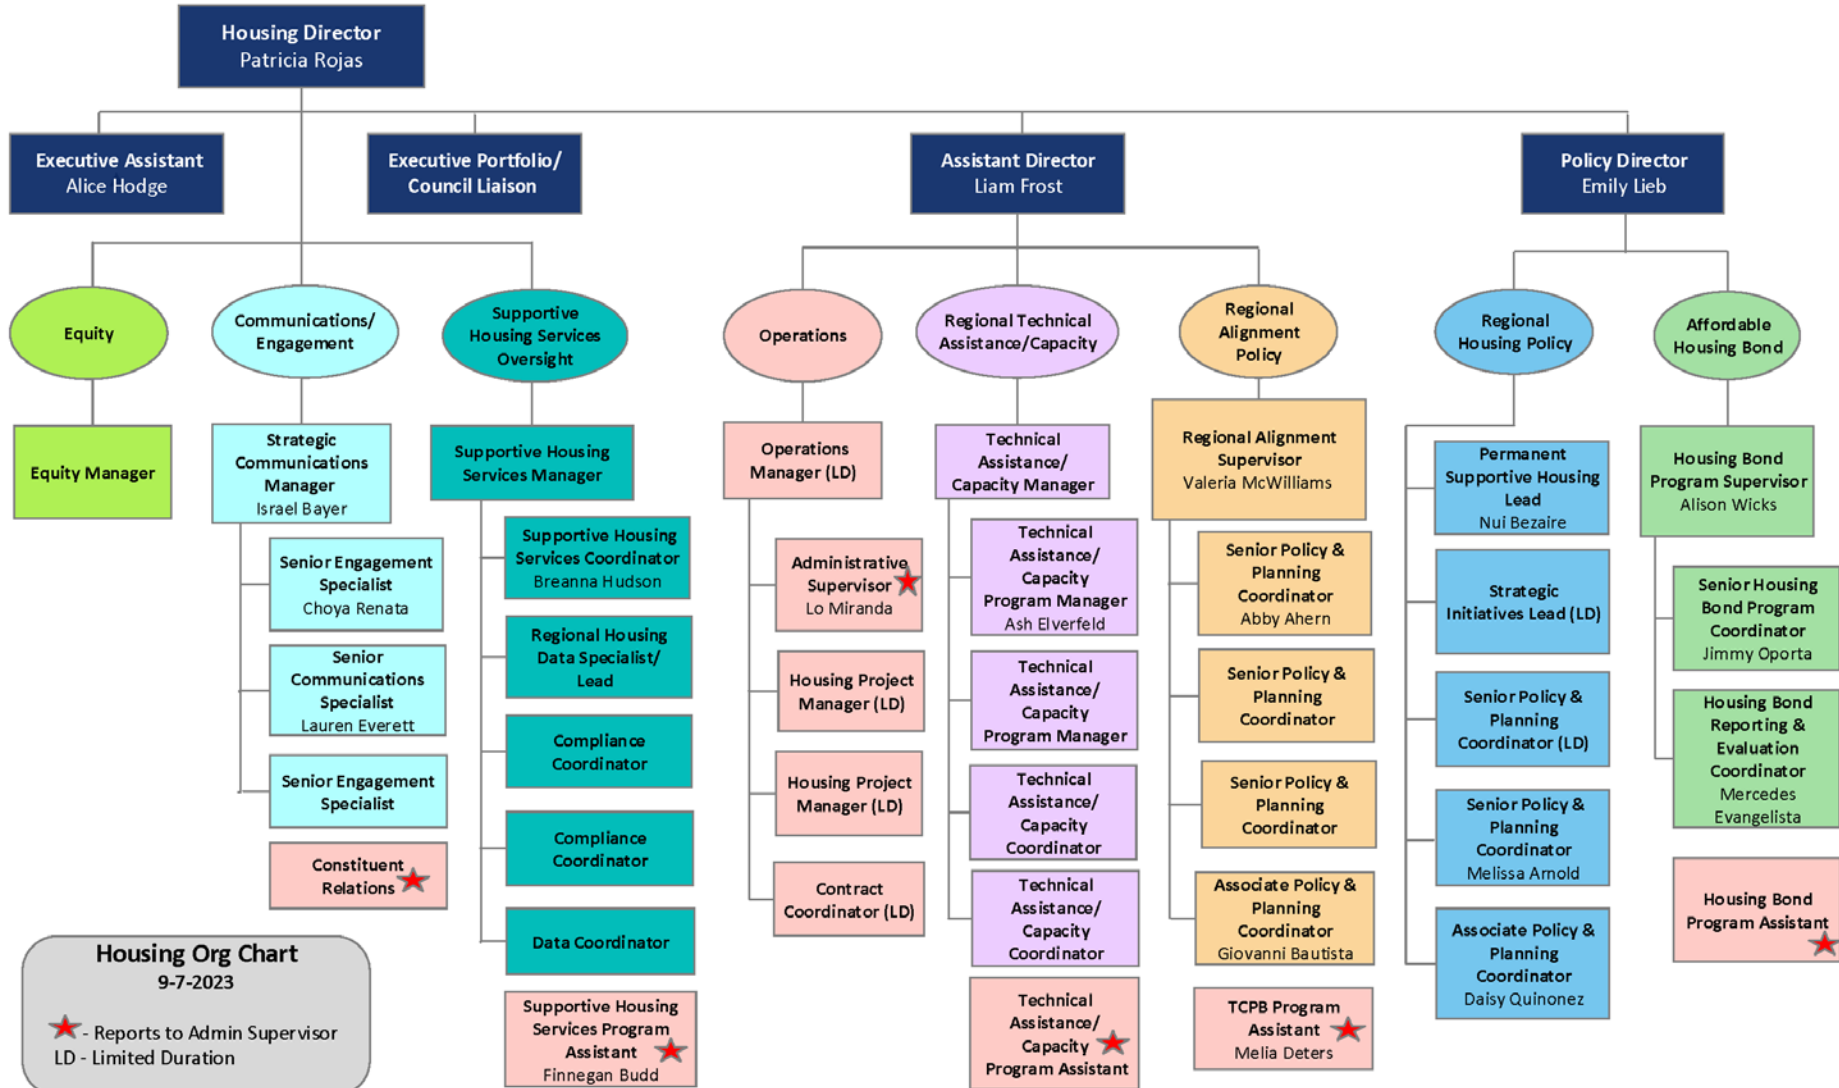 Housing Director
Patricia Rojas
Executive Assistant
Alice Hodge
Executive Portfolio/
Council Liaison
Assistant Director
Liam Frost
Policy Director
Emily Lieb
Equity
Communications/
Engagement
Supportive
Housing Services
Oversight
Operations
Regional Technical
Assistance/Capacity
Regional
Alignment
Policy
Regional
Housing Policy
Affordable
Housing Bond
Equity Manager
Strategic
Communications
Manager
Israel Bayer
Senior Engagement
Specialist
Choya Renata
Senior
Communications
Specialist
Lauren Everett
Senior Engagement
Specialist
Constituent
Relations
Supportive Housing
Services Manager
Supportive Housing
Services Coordinator
Breanna Hudson
Regional Housing
Data Specialist/
Lead
Compliance
Coordinator
Compliance
Coordinator
Data Coordinator
Supportive Housing
Services Program
Assistant
Finnegan Budd
Operations
Manager (LD)
Administrative
Supervisor
Lo Miranda
Housing Project
Manager (LD)
Housing Project
Manager (LD)
Contract
Coordinator (LD)
Technical
Assistance/
Capacity Manager
Technical
Assistance/
Capacity
Program Manager
Ash Elverfeld
Technical
Assistance/
Capacity
Program Manager
Technical
Assistance/
Capacity
Coordinator
Technical
Assistance/
Capacity
Coordinator
Technical
Assistance/
Capacity
Program Assistant
Regional Alignment
Supervisor
Valeria McWilliams
Senior Policy &
Planning
Coordinator
Abby Ahern
Senior Policy &
Planning
Coordinator
Senior Policy &
Planning
Coordinator
Associate Policy &
Planning
Coordinator
Giovanni Bautista
TCPB Program
Assistant
Melia Deters
Permanent
Supportive Housing
Lead
Nui Bezaire
Strategic
Initiatives Lead (LD)
Senior Policy &
Planning
Coordinator (LD)
Senior Policy &
Planning
Coordinator
Melissa Arnold
Associate Policy &
Planning
Coordinator
Daisy Quinonez
Housing Bond
Program Supervisor
Alison Wicks
Senior Housing
Bond Program
Coordinator
Jimmy Oporta
Housing Bond
Reporting &
Evaluation
Coordinator
Mercedes
Evangelista
Housing Bond
Program Assistant
Housing Org Chart
9-7-2023
- Reports to Admin Supervisor
LD - Limited Duration